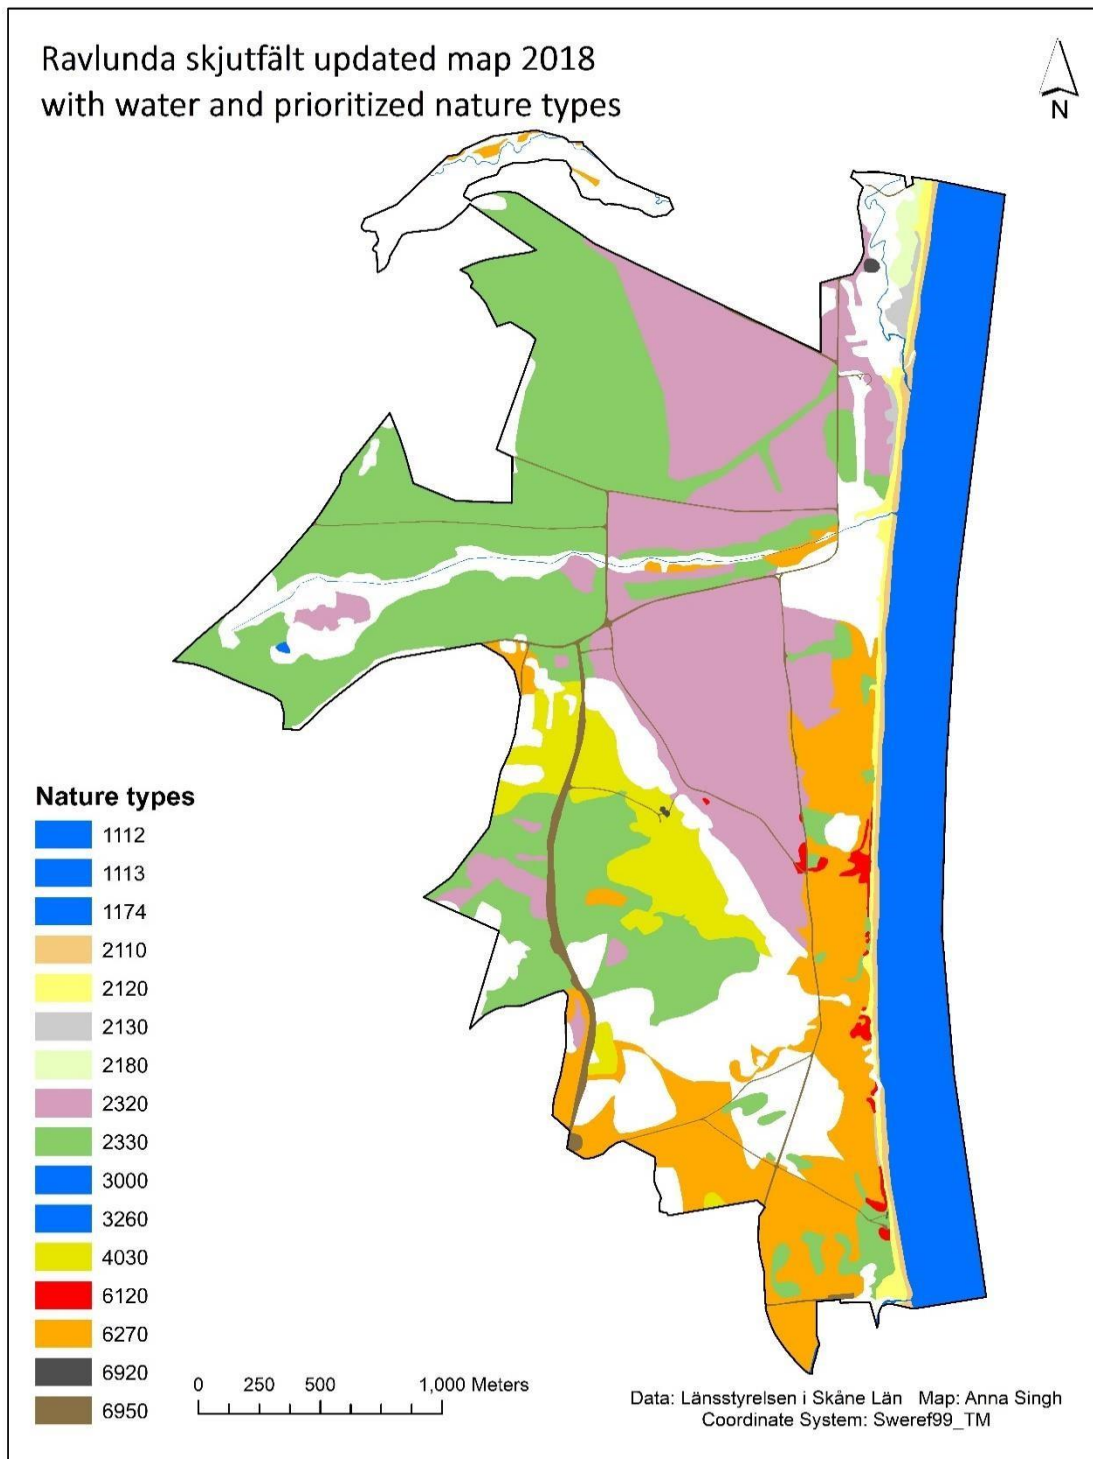 Ravlunda skjutfält updated map 2018
with water and prioritized nature types
N
Nature types
1112
1113
1174
2110
2120
2130
2180
2320
2330
3000
3260
4030
6120
6270
6920
6950
0 250 500 1,000 Meters
Data: Länsstyrelsen i Skåne Län Map: Anna Singh
Coordinate System: Sweref99_TM